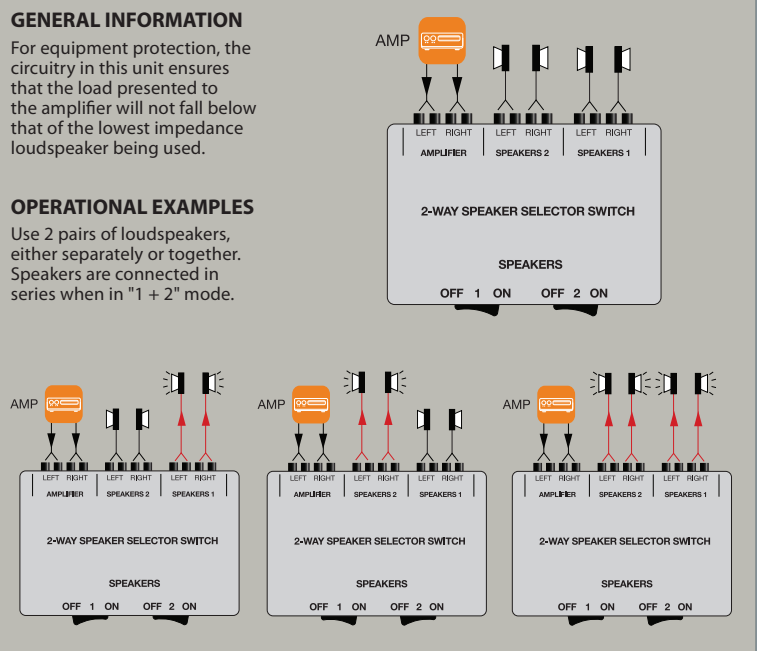 GENERAL INFORMATION
For equipment protection, the
circuitry in this unit ensures
that the load presented to
the amplifier will not fall below
that of the lowest impedance
loudspeaker being used.
OPERATIONAL EXAMPLES
Use 2 pairs of loudspeakers,
either separately or together.
Speakers are connected in
series when in "1 + 2" mode.
AMP
LEFT RIGHT LEFT RIGHT LEFT RIGHT
AMPLIFIER SPEAKERS 2 SPEAKERS 1
2-WAY SPEAKER SELECTOR SWITCH
SPEAKERS
OFF 1 ON OFF 2 ON
AMP
LEFT RIGHT LEFT RIGHT LEFT RIGHT
AMPLIFIER SPEAKERS 2 SPEAKERS 1
2-WAY SPEAKER SELECTOR SWITCH
SPEAKERS
OFF 1 ON OFF 2 ON
AMP
LEFT RIGHT LEFT RIGHT LEFT RIGHT
AMPLIFIER SPEAKERS 2 SPEAKERS 1
2-WAY SPEAKER SELECTOR SWITCH
SPEAKERS
OFF 1 ON OFF 2 ON
AMP
LEFT RIGHT LEFT RIGHT LEFT RIGHT
AMPLIFIER SPEAKERS 2 SPEAKERS 1
2-WAY SPEAKER SELECTOR SWITCH
SPEAKERS
OFF 1 ON OFF 2 ON